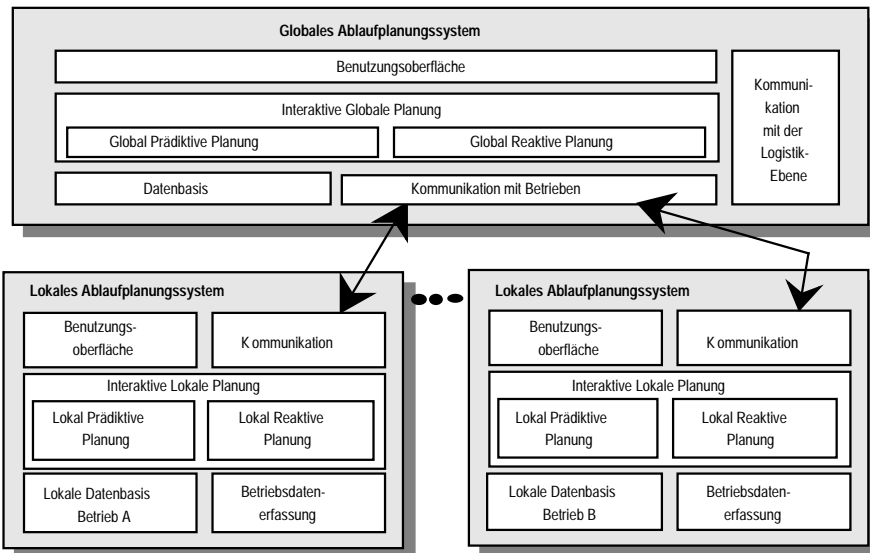 Globales Ablaufplanungssystem
Benutzungsoberfläche
Interaktive Globale Planung
Global Prädiktive Planung
Global Reaktive Planung
Datenbasis
Kommunikation mit Betrieben
Kommuni-
kation
mit der
Logistik-
Ebene
Lokales Ablaufplanungssystem
Benutzungs-
oberfläche
Kommunikation
Interaktive Lokale Planung
Lokal Prädiktive
Planung
Lokal Reaktive
Planung
Lokale Datenbasis
Betrieb A
Betriebsdaten-
erfassung
Lokales Ablaufplanungssystem
Benutzungs-
oberfläche
Kommunikation
Interaktive Lokale Planung
Lokal Prädiktive
Planung
Lokal Reaktive
Planung
Lokale Datenbasis
Betrieb B
Betriebsdaten-
erfassung